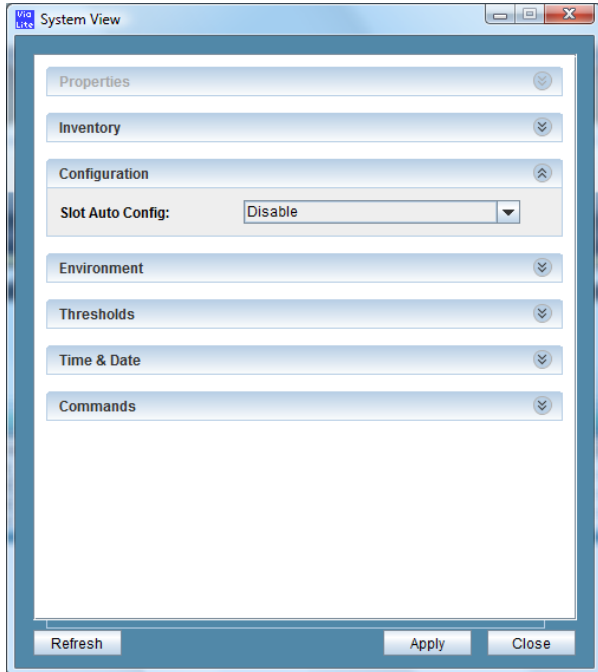 Via
Lite
System View
Properties
Inventory
Configuration
Slot Auto Config: Disable
Environment
Thresholds
Time & Date
Commands
Refresh Apply Close